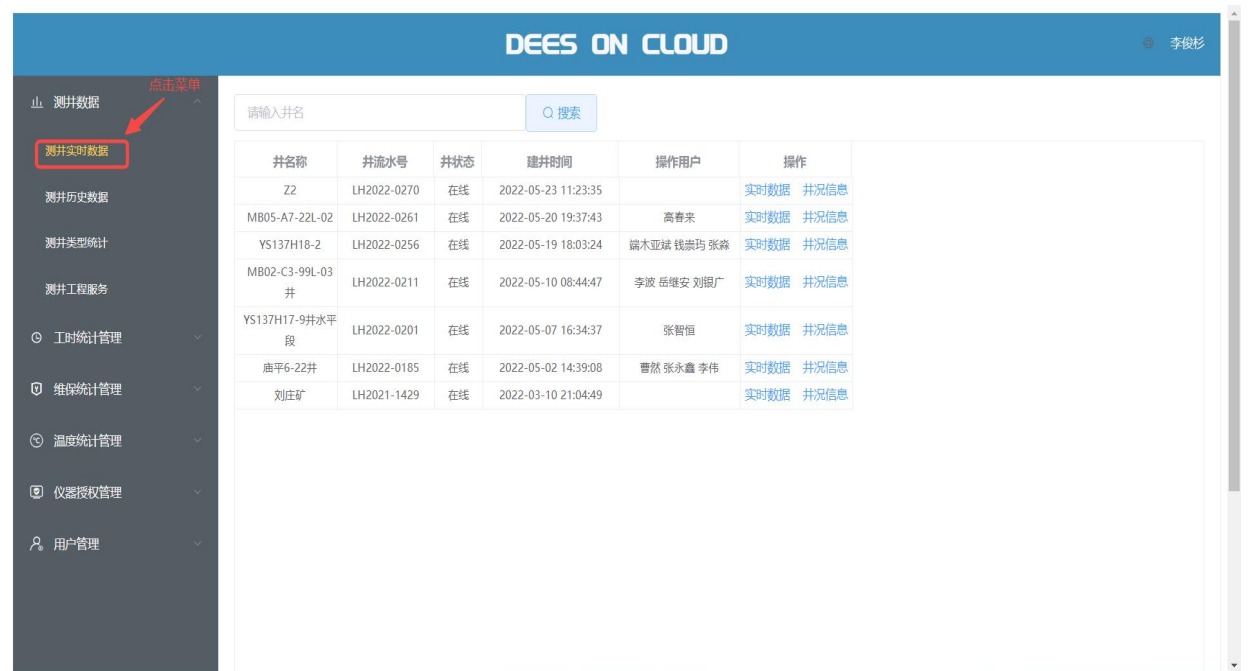 DEES ON CLOUD
李俊杉
点击菜单
测井数据
测井实时数据
测井历史数据
测井类型统计
测井工程服务
工时统计管理
维保统计管理
温度统计管理
仪器授权管理
用户管理
请输入井名
搜索
井名称 井流水号 井状态 建井时间 操作用户 操作
Z2 LH2022-0270 在线 2022-05-23 11:23:35 实时数据 井况信息
MB05-A7-22L-02 LH2022-0261 在线 2022-05-20 19:37:43 高春来 实时数据 井况信息
YS137H18-2 LH2022-0256 在线 2022-05-19 18:03:24 端木亚斌 钱崇玙 张淼 实时数据 井况信息
MB02-C3-99L-03
井 LH2022-0211 在线 2022-05-10 08:44:47 李波 岳继安 刘银广 实时数据 井况信息
YS137H17-9井水平
段 LH2022-0201 在线 2022-05-07 16:34:37 张智恒 实时数据 井况信息
庙平6-22井 LH2022-0185 在线 2022-05-02 14:39:08 曹然 张永鑫 李伟 实时数据 井况信息
刘庄矿 LH2021-1429 在线 2022-03-10 21:04:49 实时数据 井况信息